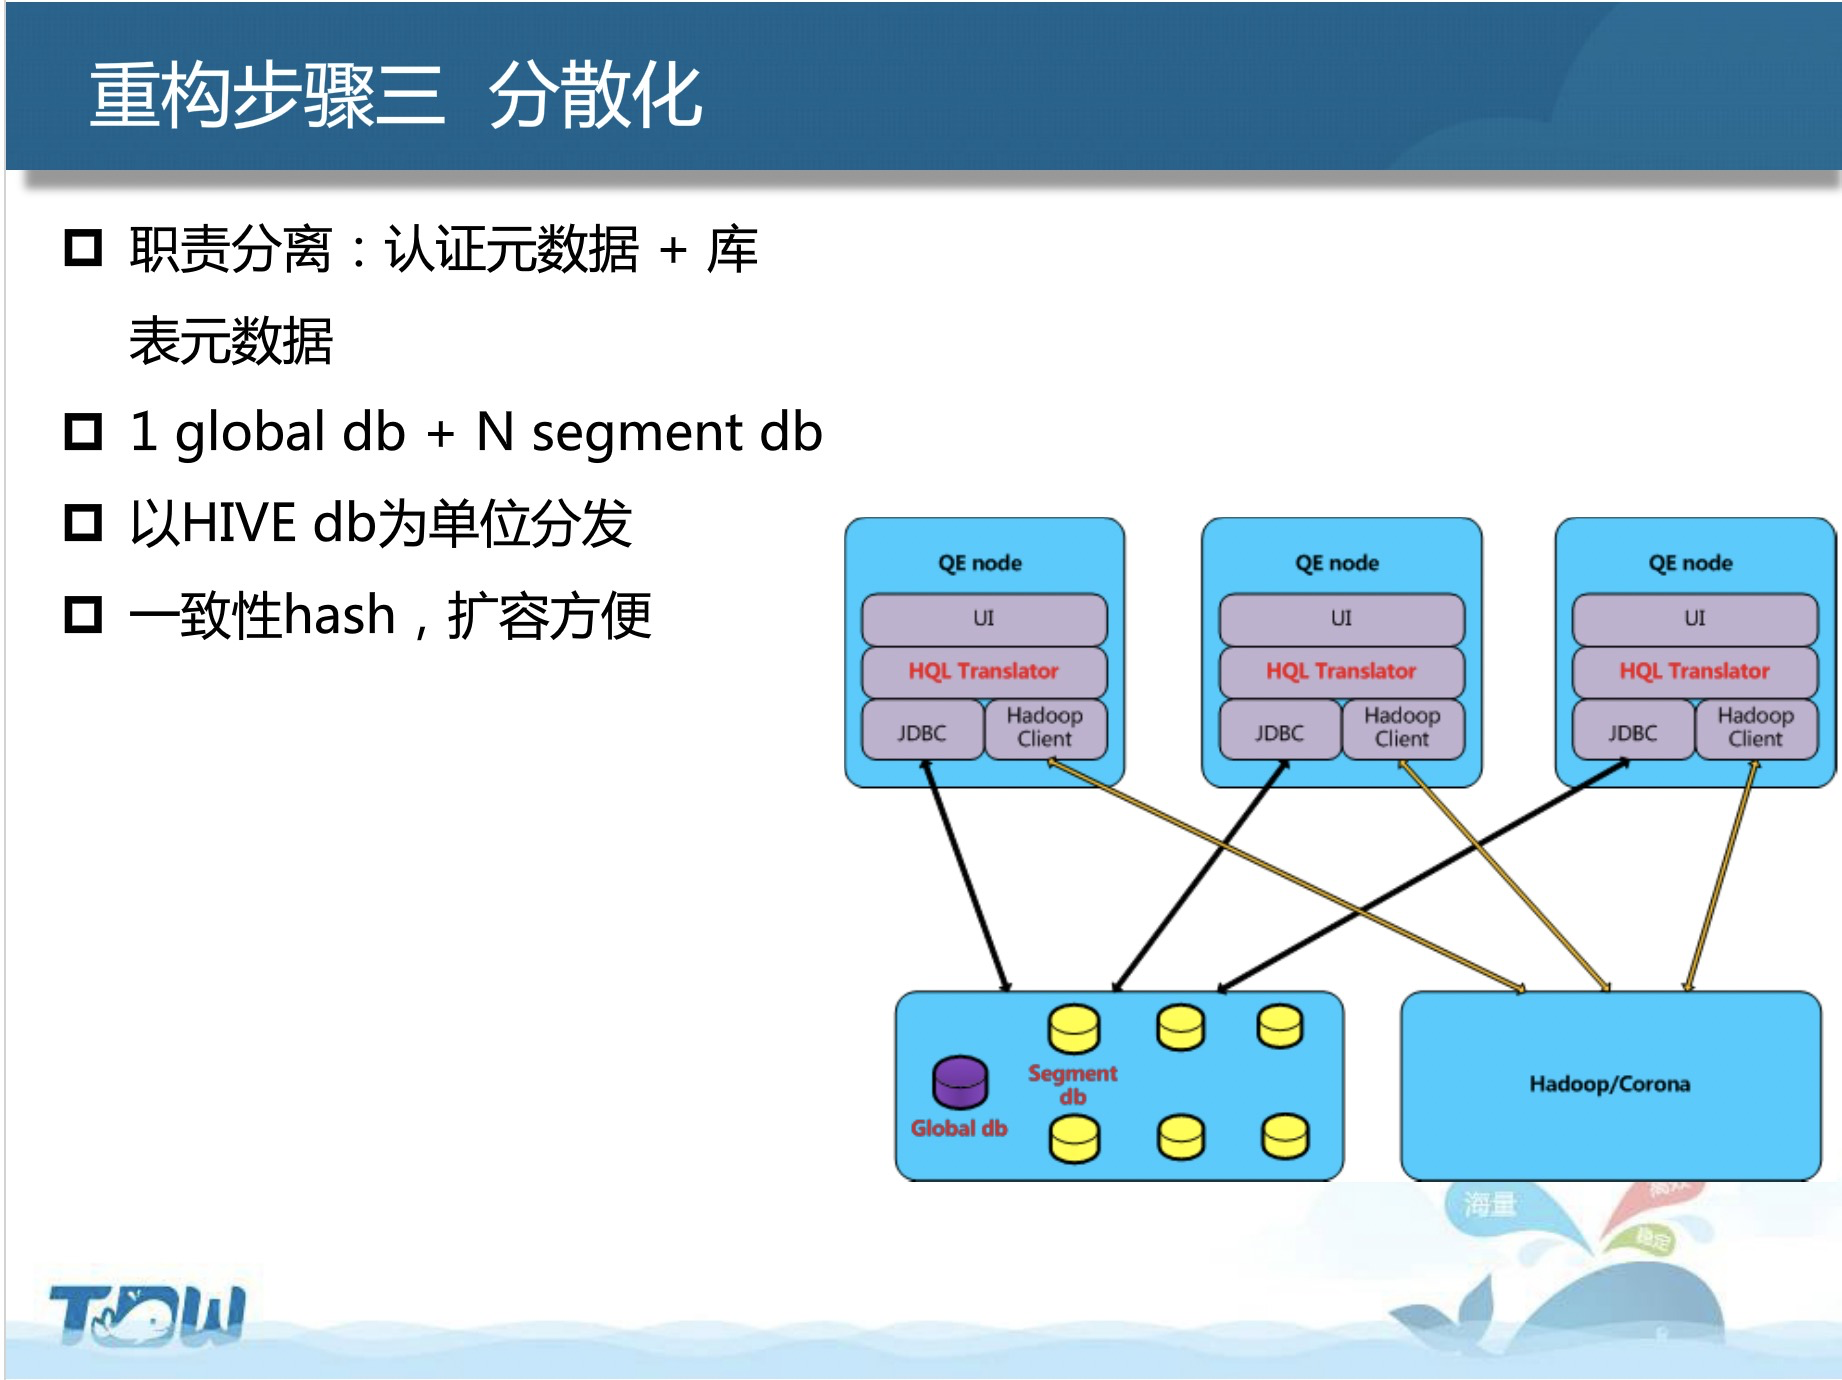 重构步骤三 分散化
职责分离：认证元数据 + 库
表元数据
1 global db + N segment db
以HIVE db为单位分发
一致性hash，扩容方便
QE node
UI
HQL Translator
JDBC
Hadoop
Client
QE node
UI
HQL Translator
JDBC
Hadoop
Client
QE node
UI
HQL Translator
JDBC
Hadoop
Client
Segment
db
Global db
Hadoop/Corona
海量
稳定
TDW